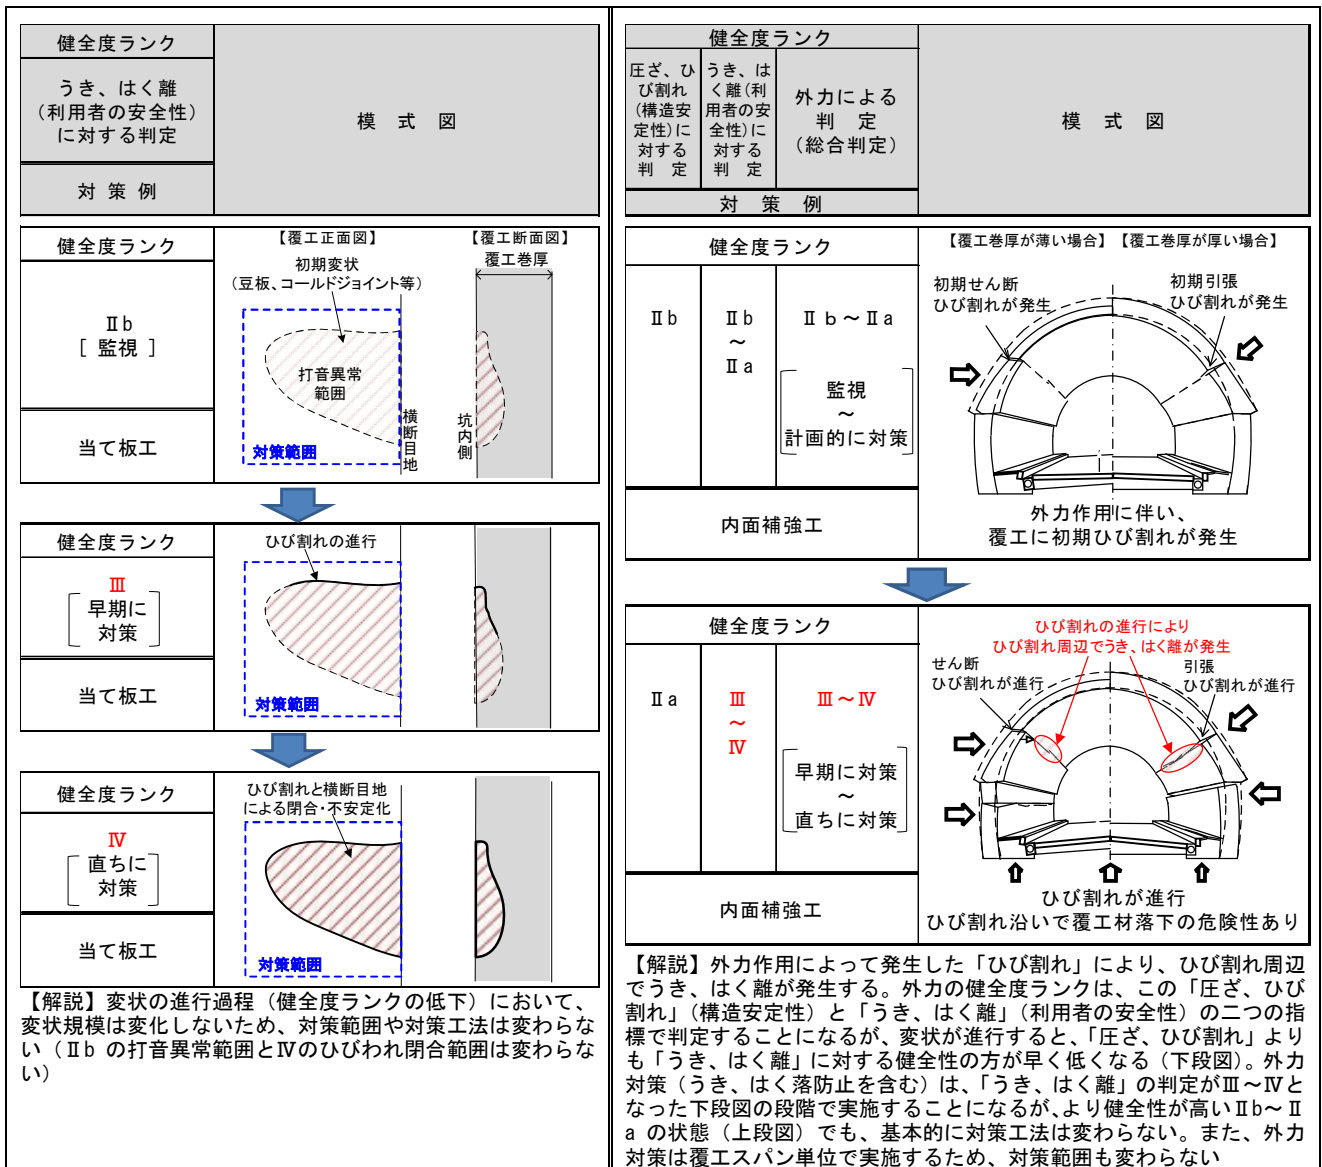 健全度ランク
うき、はく離
(利用者の安全性)
に対する判定
対 策 例
模 式 図
健全度ランク
Ⅱb
[ 監視 ]
当て板工
【覆工正面図】
初期変状
(豆板、コールドジョイント等)
打音異常
範囲
対策範囲
横断目地
【覆工断面図】
覆工巻厚
坑内側
健全度ランク
Ⅲ
早期に
対策
当て板工
ひび割れの進行
対策範囲
健全度ランク
Ⅳ
直ちに
対策
当て板工
ひび割れと横断目地
による閉合・不安定化
対策範囲
【解説】変状の進行過程(健全度ランクの低下)において、
変状規模は変化しないため、対策範囲や対策工法は変わらな
い(Ⅱb の打音異常範囲とⅣのひびわれ閉合範囲は変わらな
い)
健全度ランク
圧ざ、ひ
び割れ
(構造安
定性)に
対する
判 定
うき、は
く離(利
用者の安
全性)に
対する
判 定
外力による
判 定
(総合判定)
対 策 例
模 式 図
健全度ランク
Ⅱb
Ⅱb
~
Ⅱa
Ⅱb~Ⅱa
監視
~
計画的に対策
内面補強工
【覆工巻厚が薄い場合】【覆工巻厚が厚い場合】
初期せん断
ひび割れが発生
初期引張
ひび割れが発生
外力作用に伴い、
覆工に初期ひび割れが発生
健全度ランク
Ⅱa
Ⅲ
~
Ⅳ
Ⅲ~Ⅳ
早期に対策
~
直ちに対策
内面補強工
ひび割れの進行により
ひび割れ周辺でうき、はく離が発生
せん断
ひび割れが進行
引張
ひび割れが進行
ひび割れが進行
ひび割れ沿いで覆工材落下の危険性あり
【解説】外力作用によって発生した「ひび割れ」により、ひび割れ周辺
でうき、はく離が発生する。外力の健全度ランクは、この「圧ざ、ひび
割れ」(構造安定性)と「うき、はく離」(利用者の安全性)の二つの指
標で判定することになるが、変状が進行すると、「圧ざ、ひび割れ」より
も「うき、はく離」に対する健全性の方が早く低くなる(下段図)。外力
対策(うき、はく落防止を含む)は、「うき、はく離」の判定がⅢ~Ⅳと
なった下段図の段階で実施することになるが、より健全性が高いⅡb~Ⅱ
a の状態(上段図)でも、基本的に対策工法は変わらない。また、外力
対策は覆工スパン単位で実施するため、対策範囲も変わらない